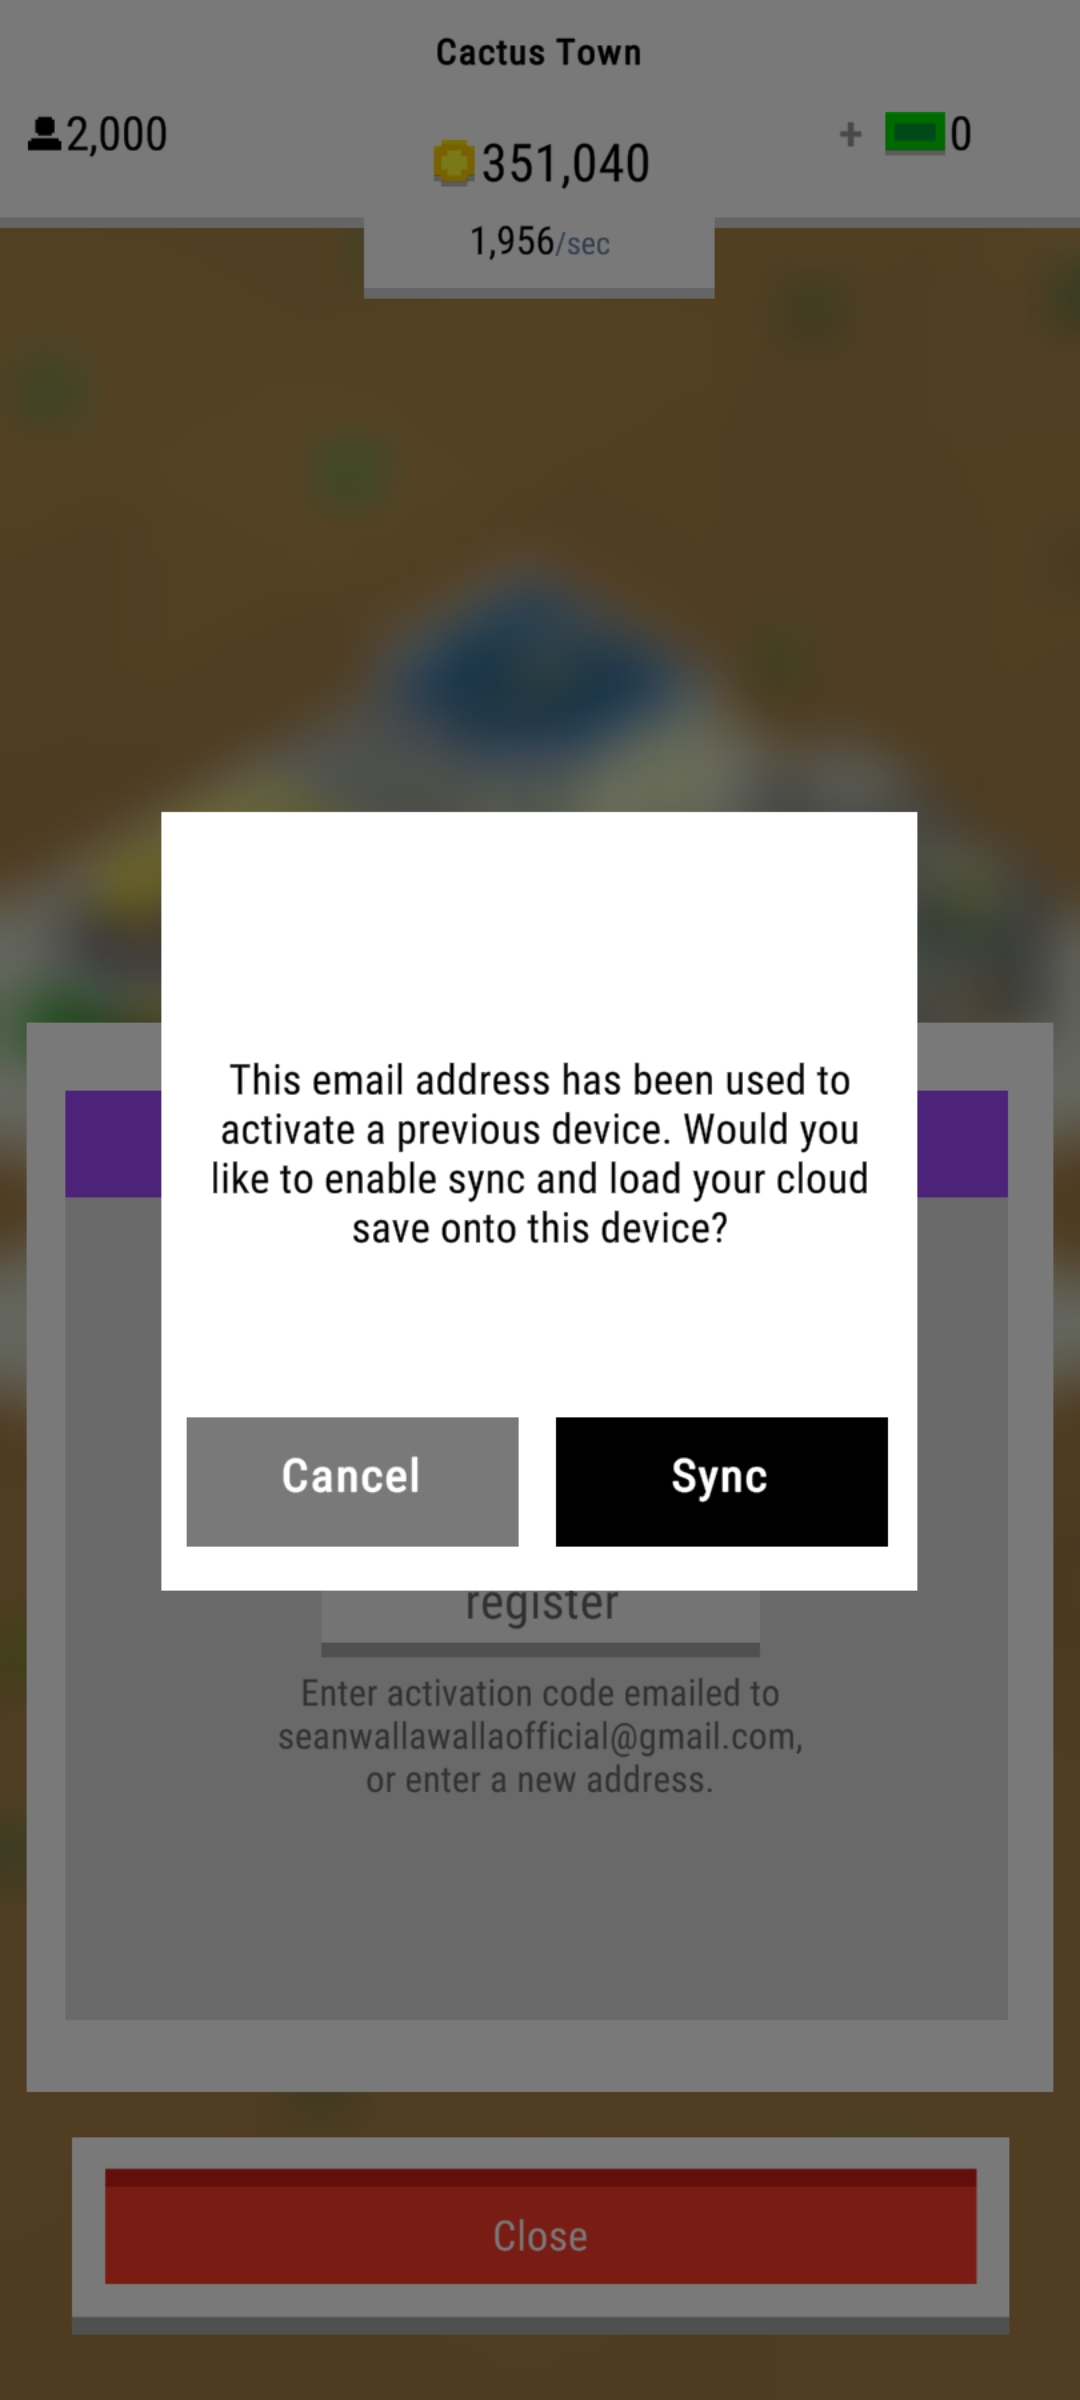 Cactus Town
2,000
351,040
+ 0
1,956/sec
This email address has been used to
activate a previous device. Would you
like to enable sync and load your cloud
save onto this device?
Cancel
Sync
register
Enter activation code emailed to
seanwallawallaofficial@gmail.com,
or enter a new address.
Close